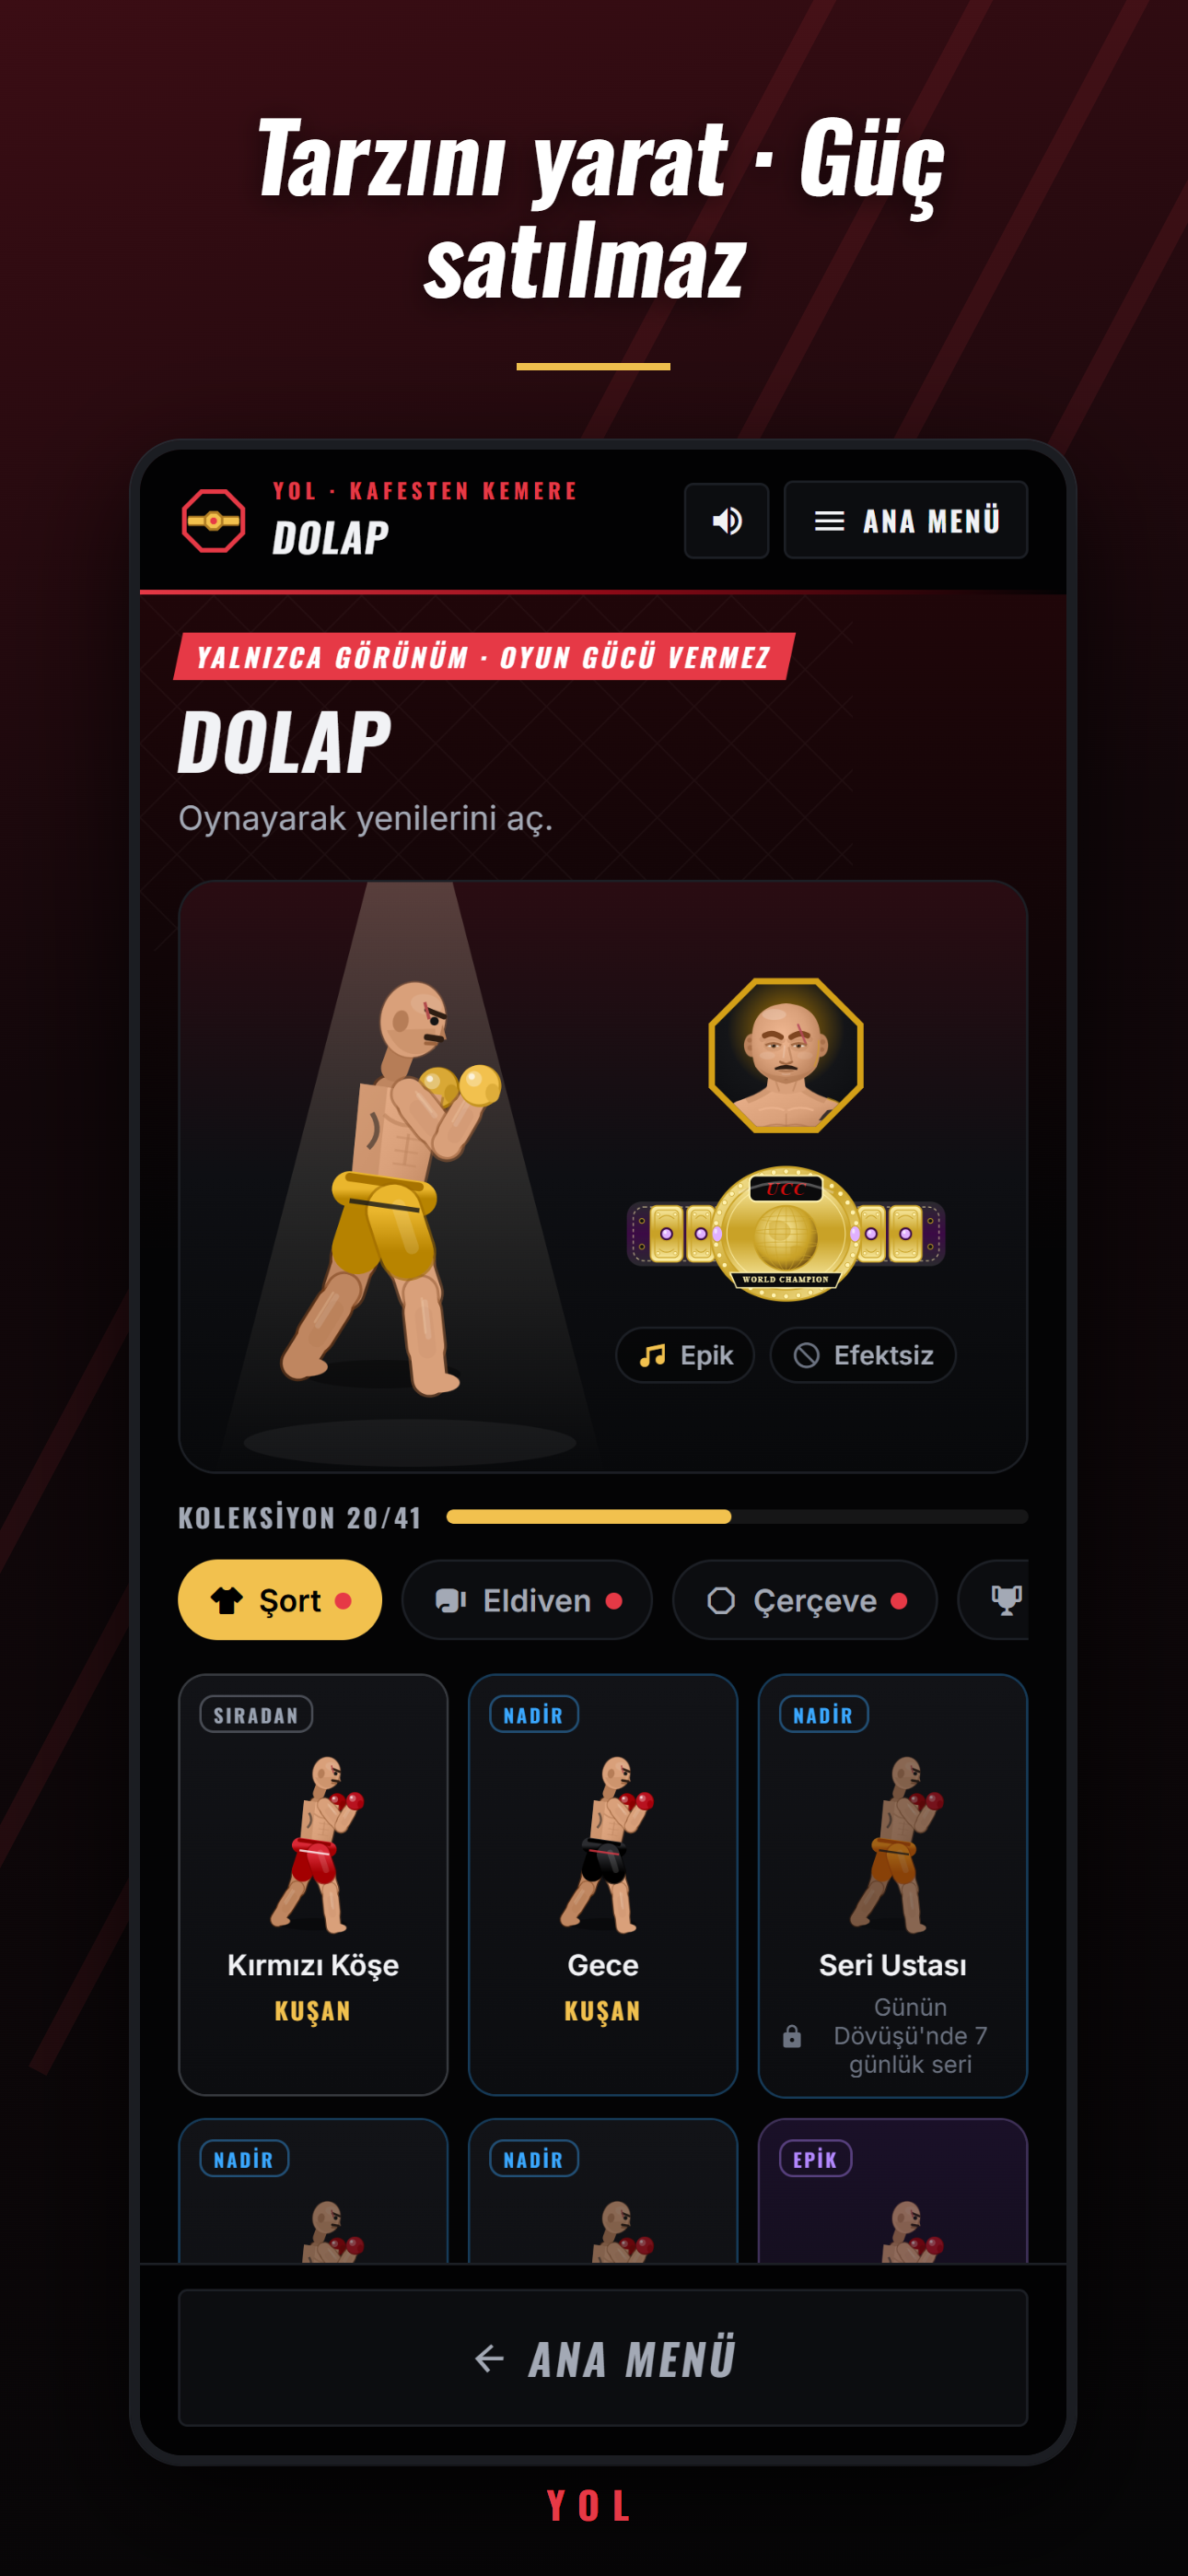 Tarzını yarat · Güç
satılmaz
YOL · KAFESTEN KEMERE
DOLAP
ANA MENÜ
YALNIZCA GÖRÜNÜM · OYUN GÜCÜ VERMEZ
DOLAP
Oynayarak yenilerini aç.
UCC
WORLD CHAMPION
Epik
Efektsiz
KOLEKSİYON 20/41
Şort
Eldiven
Çerçeve
SIRADAN
NADİR
NADİR
Kırmızı Köşe
Gece
Seri Ustası
KUŞAN
KUŞAN
Günün
Dövüşü'nde 7
günlük seri
NADİR
NADİR
EPİK
ANA MENÜ
YOL